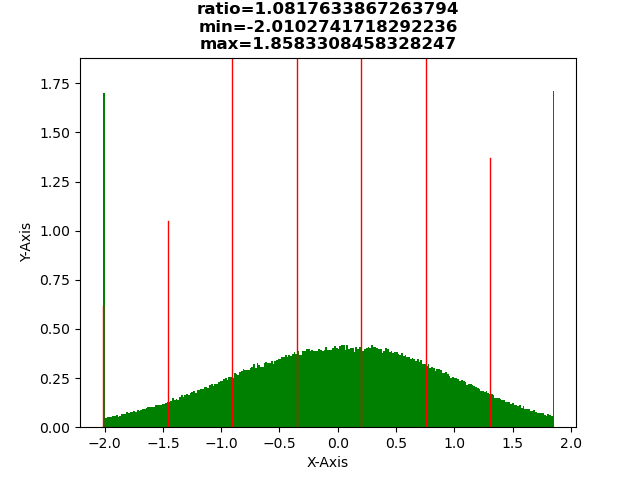 ratio=1.0817633867263794
min=-2.0102741718292236
max=1.8583308458328247
1.75
1.50
1.25
1.00
0.75
0.50
0.25
0.00
Y-Axis
−2.0 −1.5 −1.0 −0.5 0.0 0.5 1.0 1.5 2.0
X-Axis